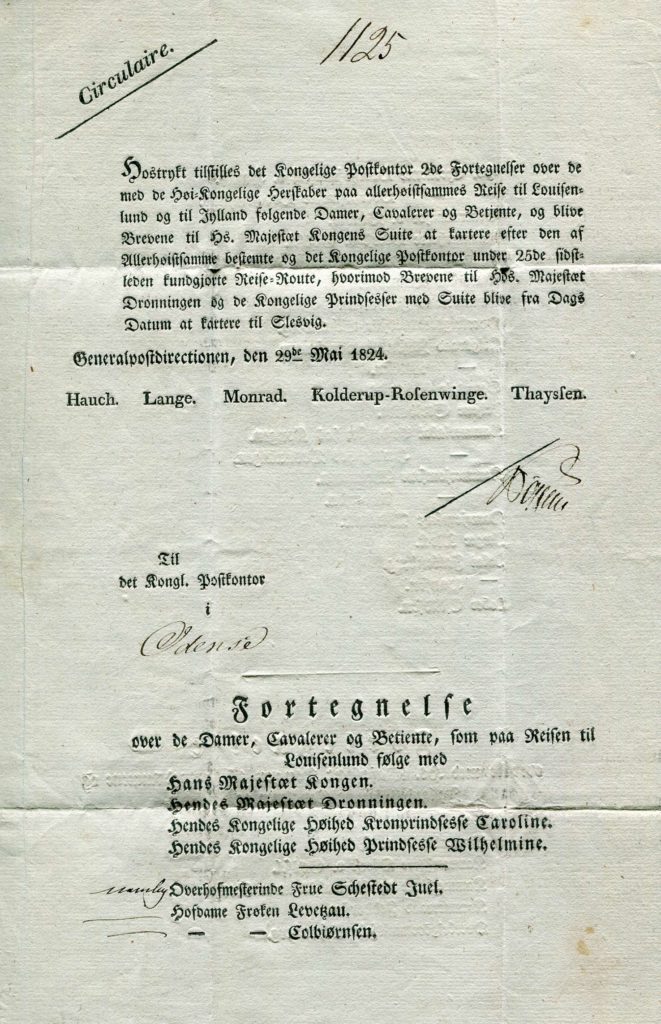 Circulaire.
1125
Hostrykt tilstilles det Kongelige Postkontor 2de Fortegnelser over de
med de Høi-Kongelige Herskaber paa allerhøistsammes Reise til Louisen-
lund og til Jylland følgende Damer, Cavalerer og Betjente, og blive
Brevene til Hs. Majestæt Kongens Suite at kartere efter den af
Allerhøistsamme bestemte og det Kongelige Postkontor under 25de sidst-
leden kundgjorte Reise-Route, hvorimod Brevene til Hds. Majestæt
Dronningen og de Kongelige Prindsesser med Suite blive fra Dags
Datum at kartere til Slesvig.
Generalpostdirectionen, den 29de Mai 1824.
Hauch. Lange. Monrad. Kolderup-Rosenwinge. Thayssen.
Til
det Kongl. Postkontor
i
Odense
Fortegnelse
over de Damer, Cavalerer og Betiente, som paa Reisen til
Louisenlund følge med
Hans Majestæt Kongen.
Hendes Majestæt Dronningen.
Hendes Kongelige Høihed Kronprindsesse Caroline.
Hendes Kongelige Høihed Prindsesse Wilhelmine.
Overhofmesterinde Frue Schestedt Juel.
Hofdame Frøken Levetzau.
— — Colbiørnsen.